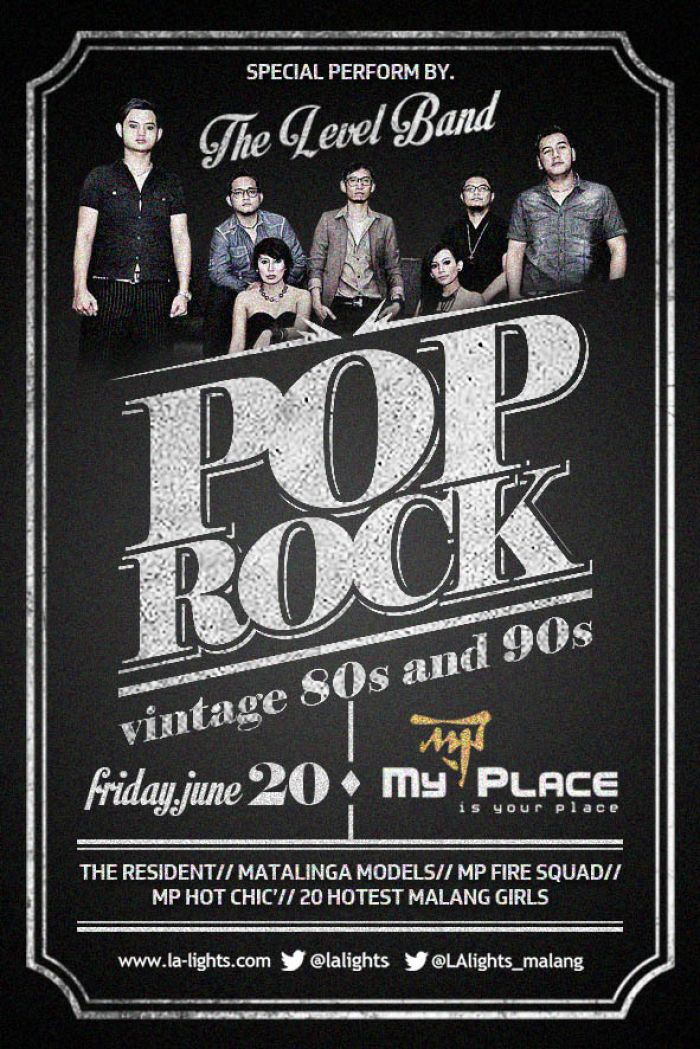 SPECIAL PERFORM BY.
The Level Band
POP
ROCK
vintage 80s and 90s
friday.june 20
MP
MY PLACE
is your place
THE RESIDENT// MATALINGA MODELS// MP FIRE SQUAD//
MP HOT CHIC'// 20 HOTEST MALANG GIRLS
www.la-lights.com @lalights @LAlights_malang